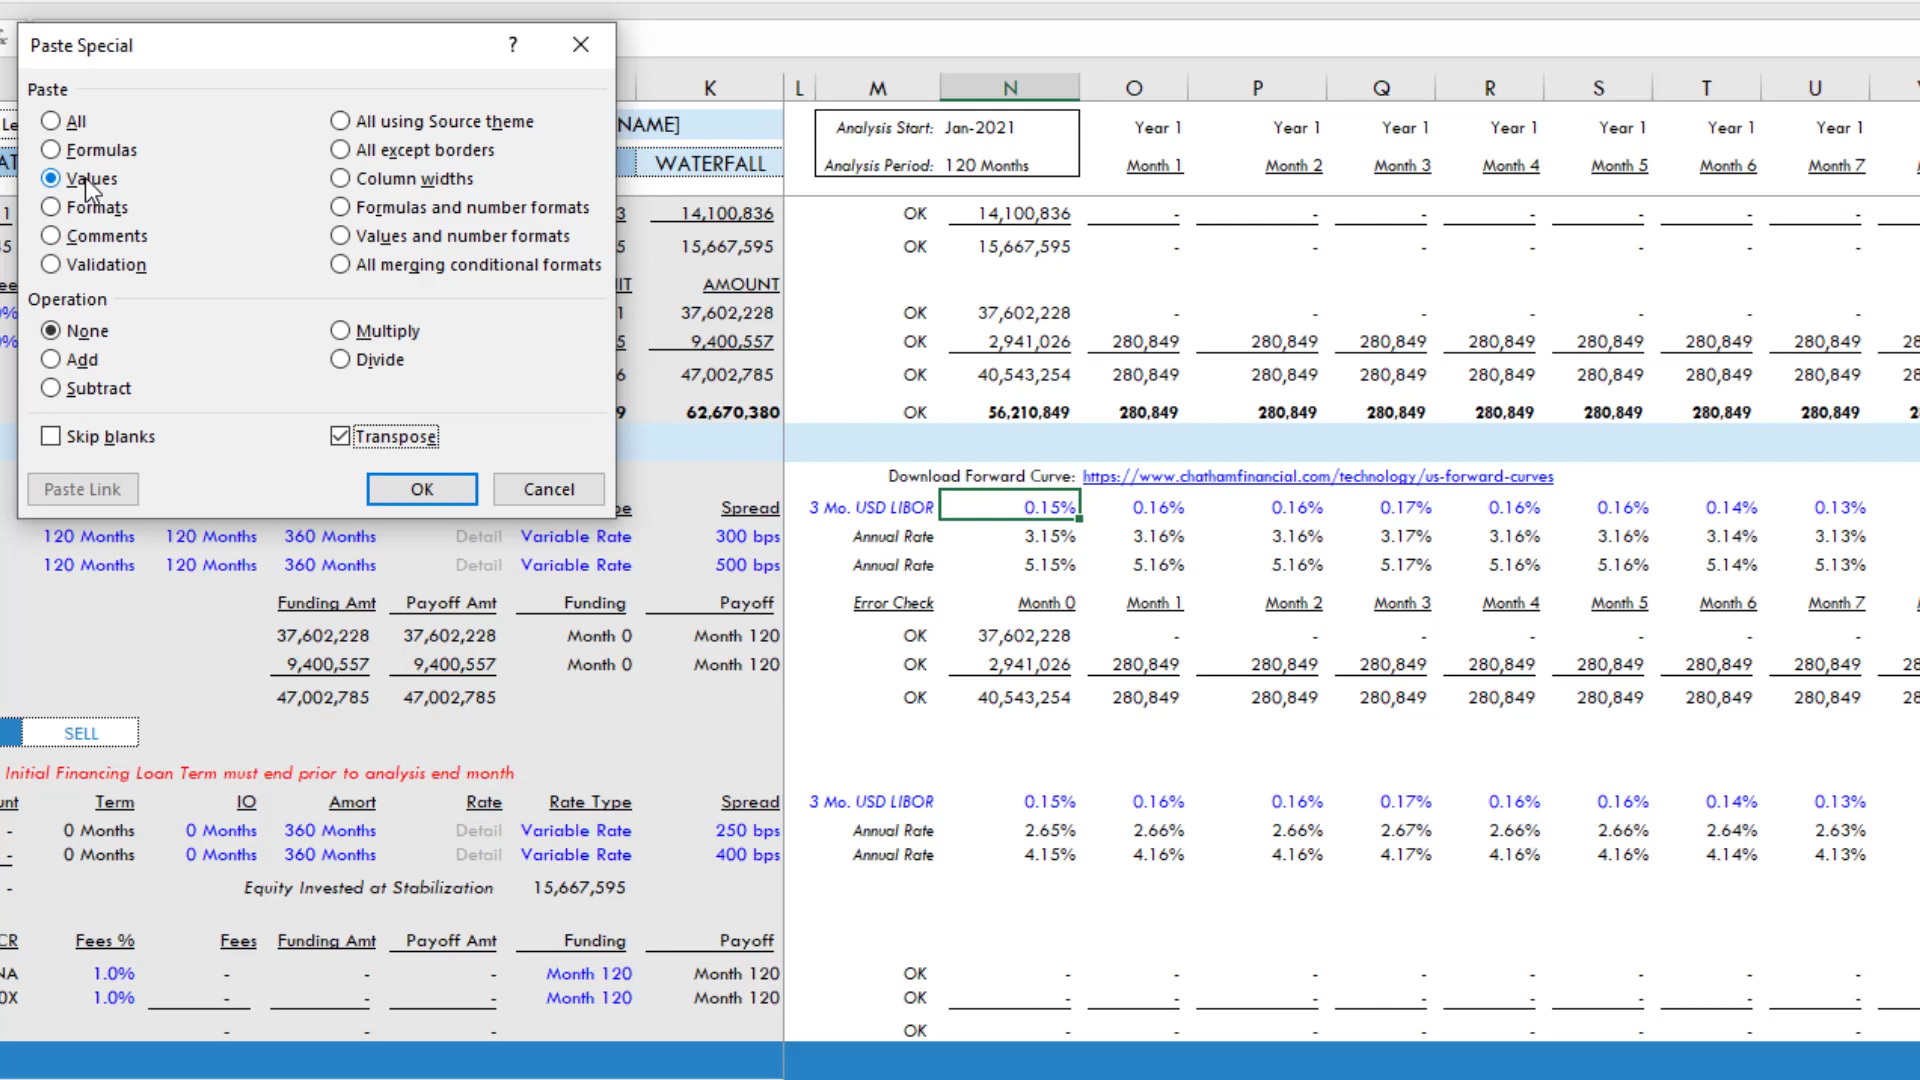 Paste Special ? ×
Paste
All All using Source theme
Formulas All except borders
Values Column widths
Formats Formulas and number formats
Comments Values and number formats
Validation All merging conditional formats
Operation
None Multiply
Add Divide
Subtract
Skip blanks Transpose
Paste Link OK Cancel
K L M N O P Q R S T U
NAME] Analysis Start: Jan-2021 Year 1 Year 1 Year 1 Year 1 Year 1 Year 1 Year 1
WATERFALL Analysis Period: 120 Months Month 1 Month 2 Month 3 Month 4 Month 5 Month 6 Month 7
1 3 14,100,836 OK 14,100,836 - - - - - - -
5 15,667,595 OK 15,667,595 - - - - - - -
AMOUNT
37,602,228 OK 37,602,228 - - - - - - -
9,400,557 OK 2,941,026 280,849 280,849 280,849 280,849 280,849 280,849 280,849
6 47,002,785 OK 40,543,254 280,849 280,849 280,849 280,849 280,849 280,849 280,849
9 62,670,380 OK 56,210,849 280,849 280,849 280,849 280,849 280,849 280,849 280,849
Download Forward Curve: https://www.chathamfinancial.com/technology/us-forward-curves
Spread 3 Mo. USD LIBOR 0.15% 0.16% 0.16% 0.17% 0.16% 0.16% 0.14% 0.13%
120 Months 120 Months 360 Months Detail Variable Rate 300 bps Annual Rate 3.15% 3.16% 3.16% 3.17% 3.16% 3.16% 3.14% 3.13%
120 Months 120 Months 360 Months Detail Variable Rate 500 bps Annual Rate 5.15% 5.16% 5.16% 5.17% 5.16% 5.16% 5.14% 5.13%
Funding Amt Payoff Amt Funding Payoff Error Check Month 0 Month 1 Month 2 Month 3 Month 4 Month 5 Month 6 Month 7
37,602,228 37,602,228 Month 0 Month 120 OK 37,602,228 - - - - - - -
9,400,557 9,400,557 Month 0 Month 120 OK 2,941,026 280,849 280,849 280,849 280,849 280,849 280,849 280,849
47,002,785 47,002,785 OK 40,543,254 280,849 280,849 280,849 280,849 280,849 280,849 280,849
SELL
Initial Financing Loan Term must end prior to analysis end month
Term IO Amort Rate Rate Type Spread 3 Mo. USD LIBOR 0.15% 0.16% 0.16% 0.17% 0.16% 0.16% 0.14% 0.13%
- 0 Months 0 Months 360 Months Detail Variable Rate 250 bps Annual Rate 2.65% 2.66% 2.66% 2.67% 2.66% 2.66% 2.64% 2.63%
- 0 Months 0 Months 360 Months Detail Variable Rate 400 bps Annual Rate 4.15% 4.16% 4.16% 4.17% 4.16% 4.16% 4.14% 4.13%
- Equity Invested at Stabilization 15,667,595
CR Fees % Fees Funding Amt Payoff Amt Funding Payoff
NA 1.0% - - - Month 120 Month 120 OK - - - - - - - -
0X 1.0% - - - Month 120 Month 120 OK - - - - - - - -
- - - OK - - - - - - - -